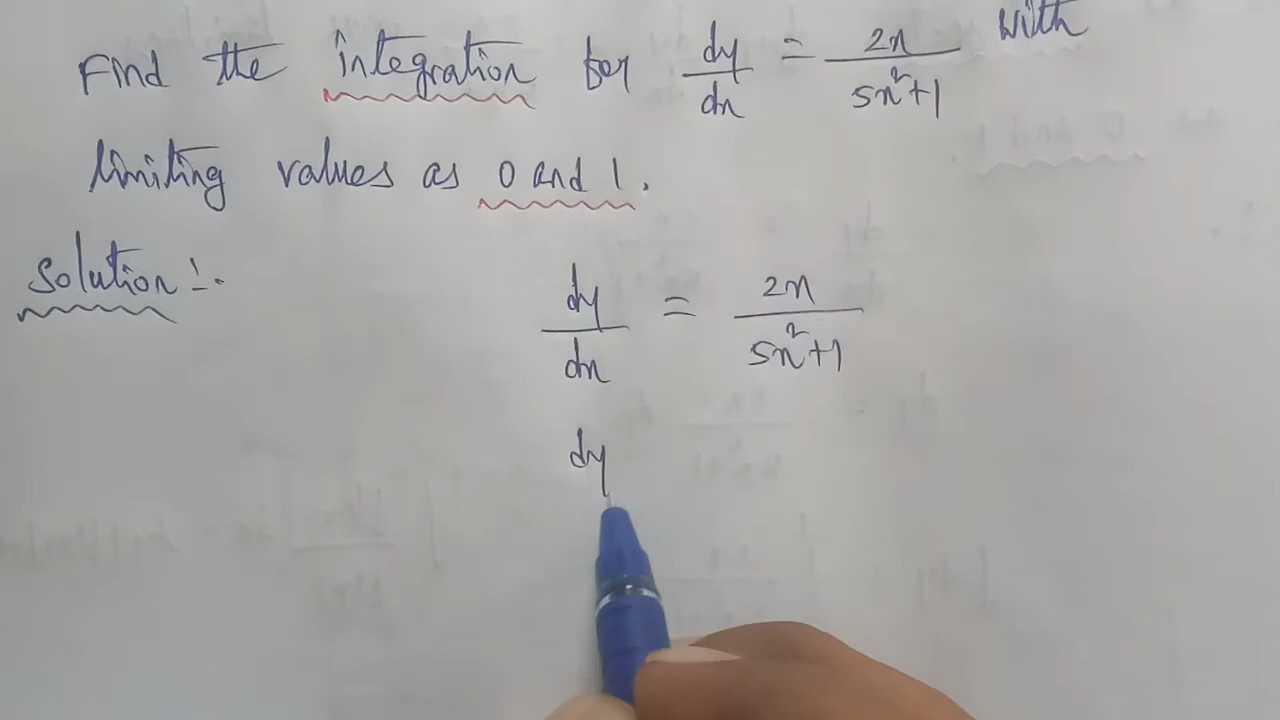 Find the integration for dy/dx = 2x/5x²+1 with
limiting values as 0 and 1.
Solution:-
dy/dx = 2x/5x²+1
dy